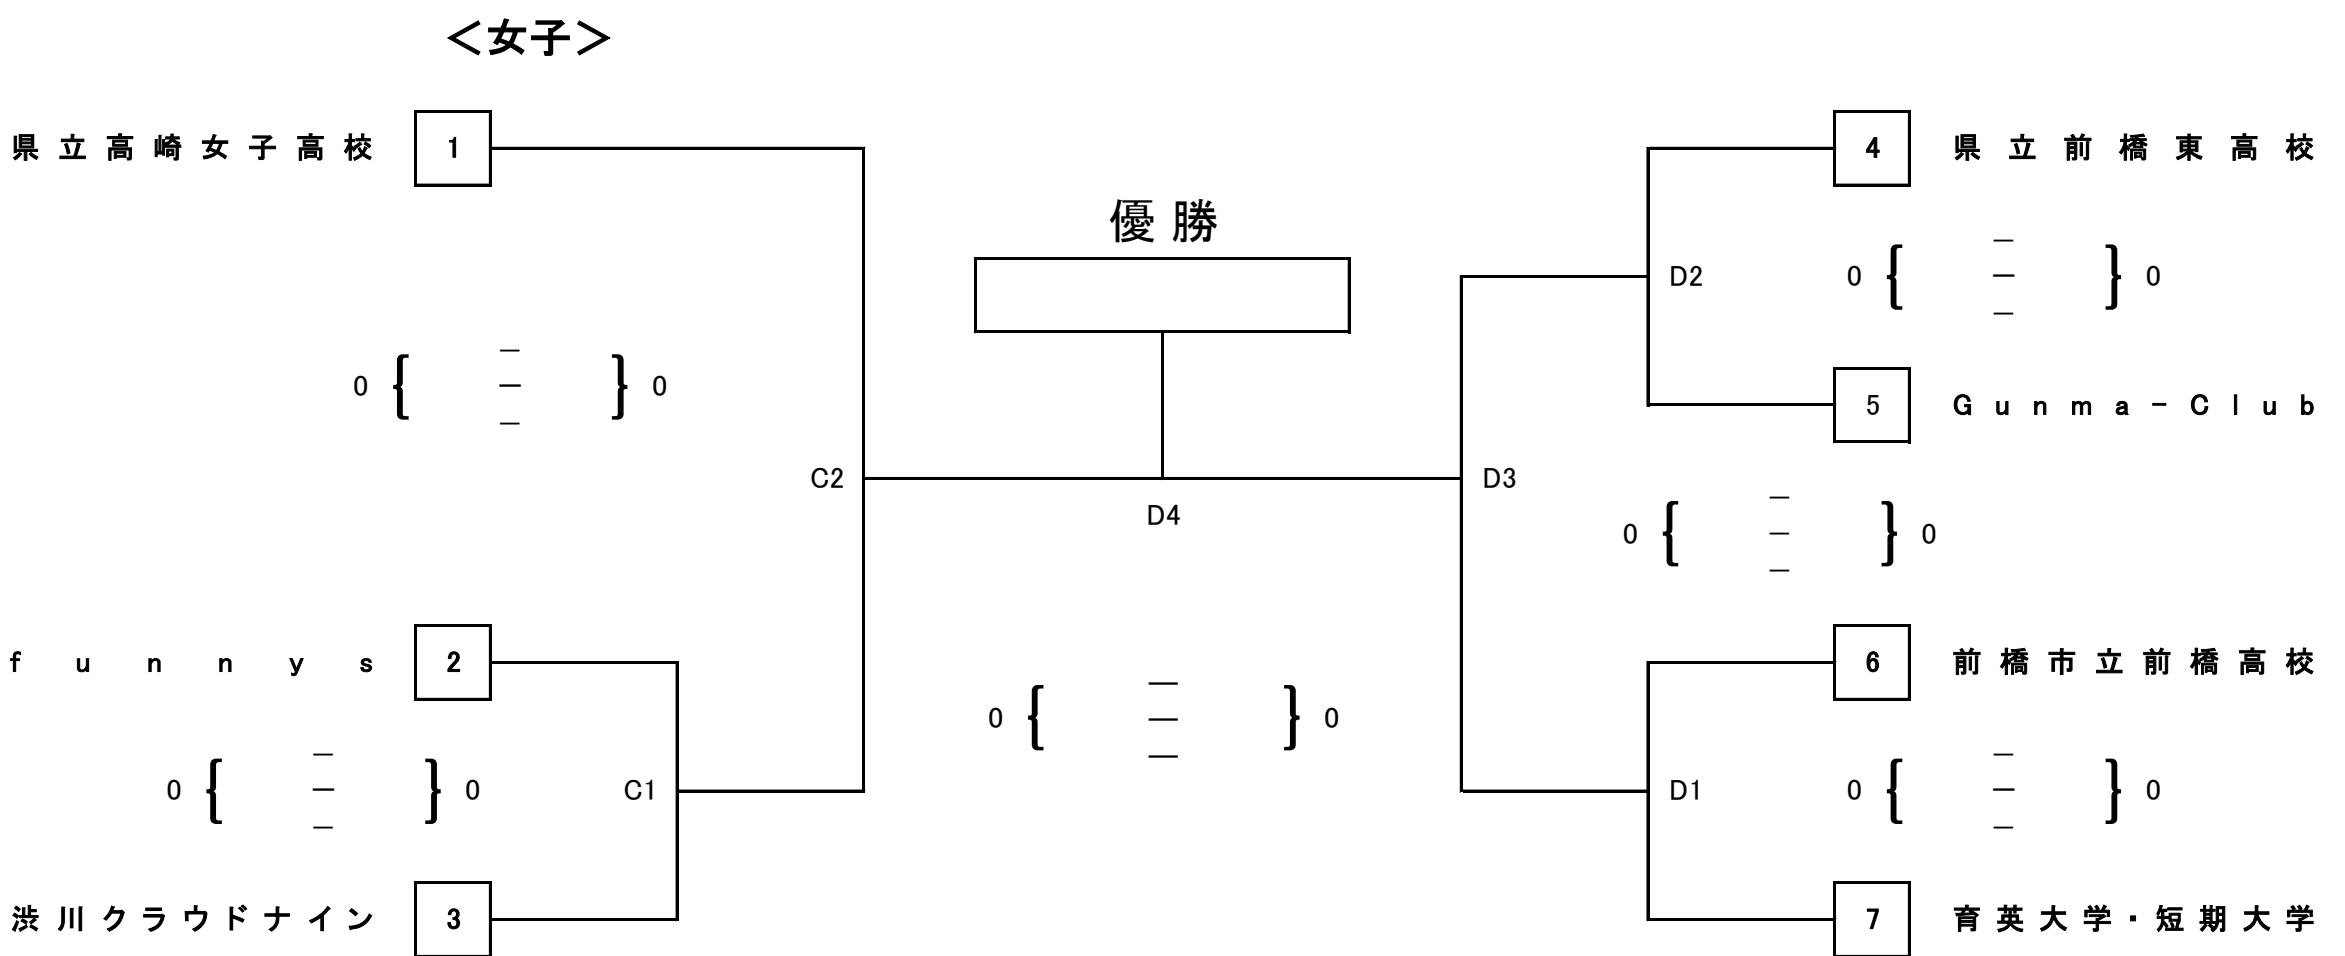 ＜女子＞
県立高崎女子高校 1
4 県立前橋東高校
優勝
D2 0 { － － － } 0
0 { － － － } 0
5 Gunma-Club
C2
D3
D4
0 { － － － } 0
funnys 2
6 前橋市立前橋高校
0 { － － － } 0
0 { － － － } 0 C1
D1 0 { － － － } 0
渋川クラウドナイン 3
7 育英大学・短期大学